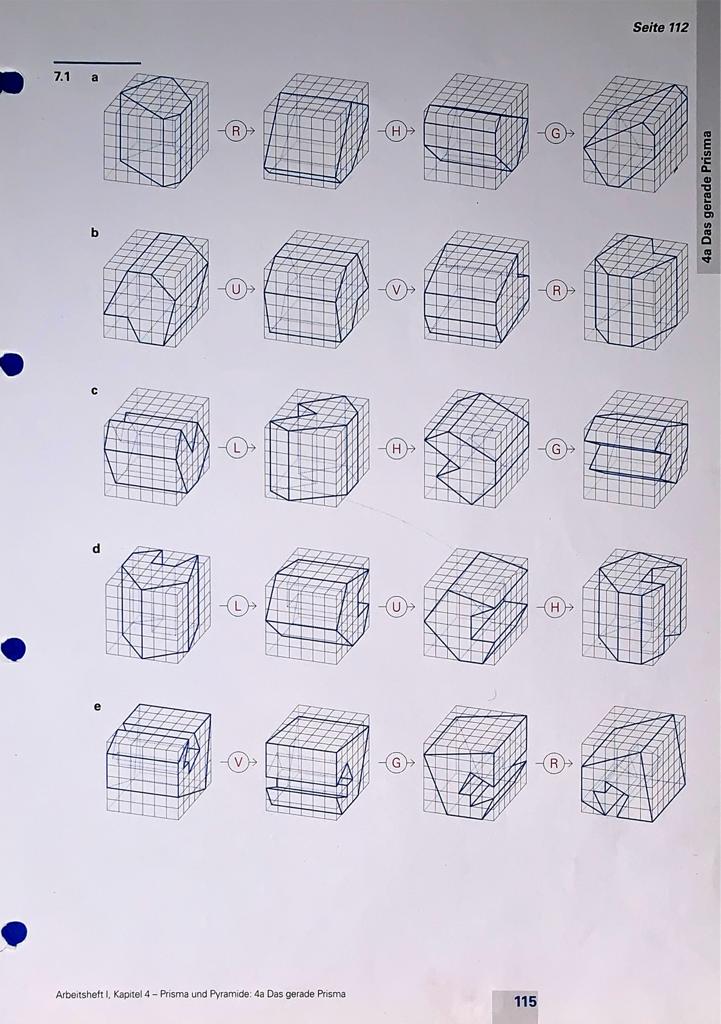 Seite 112
7.1 a
R H G
b
U V R
c
L H G
d
L U H
e
V G R
4a Das gerade Prisma
Arbeitsheft I, Kapitel 4 – Prisma und Pyramide: 4a Das gerade Prisma
115